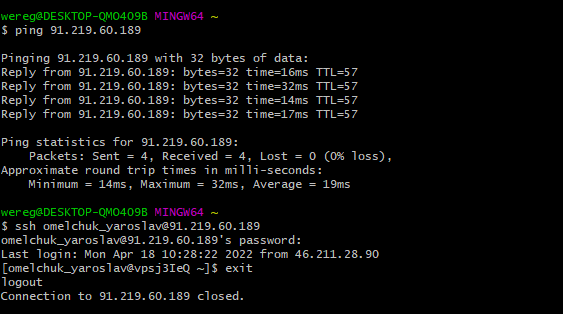 wereg@DESKTOP-QMO4O9B MINGW64 ~
$ ping 91.219.60.189
Pinging 91.219.60.189 with 32 bytes of data:
Reply from 91.219.60.189: bytes=32 time=16ms TTL=57
Reply from 91.219.60.189: bytes=32 time=32ms TTL=57
Reply from 91.219.60.189: bytes=32 time=14ms TTL=57
Reply from 91.219.60.189: bytes=32 time=17ms TTL=57
Ping statistics for 91.219.60.189:
    Packets: Sent = 4, Received = 4, Lost = 0 (0% loss),
Approximate round trip times in milli-seconds:
    Minimum = 14ms, Maximum = 32ms, Average = 19ms
wereg@DESKTOP-QMO4O9B MINGW64 ~
$ ssh omelchuk_yaroslav@91.219.60.189
omelchuk_yaroslav@91.219.60.189's password:
Last login: Mon Apr 18 10:28:22 2022 from 46.211.28.90
[omelchuk_yaroslav@vpsj3IeQ ~]$ exit
logout
Connection to 91.219.60.189 closed.